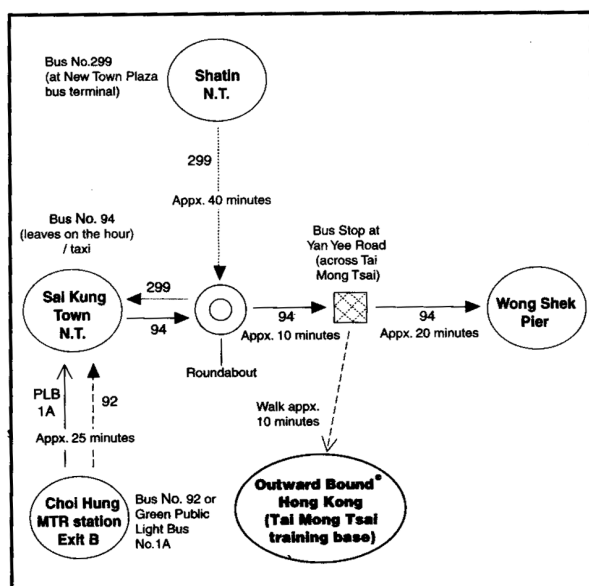 Bus No.299
(at New Town Plaza
bus terminal)
Shatin
N.T.
299
Appx. 40 minutes
Bus No. 94
(leaves on the hour)
/ taxi
Bus Stop at
Yan Yee Road
(across Tai
Mong Tsai)
Sai Kung
Town
N.T.
299
94
94
Appx. 10 minutes
94
Appx. 20 minutes
Wong Shek
Pier
Roundabout
PLB
1A
92
Appx. 25 minutes
Walk appx.
10 minutes
Choi Hung
MTR station
Exit B
Bus No. 92 or
Green Public
Light Bus
No.1A
Outward Bound®
Hong Kong
(Tai Mong Tsai
training base)